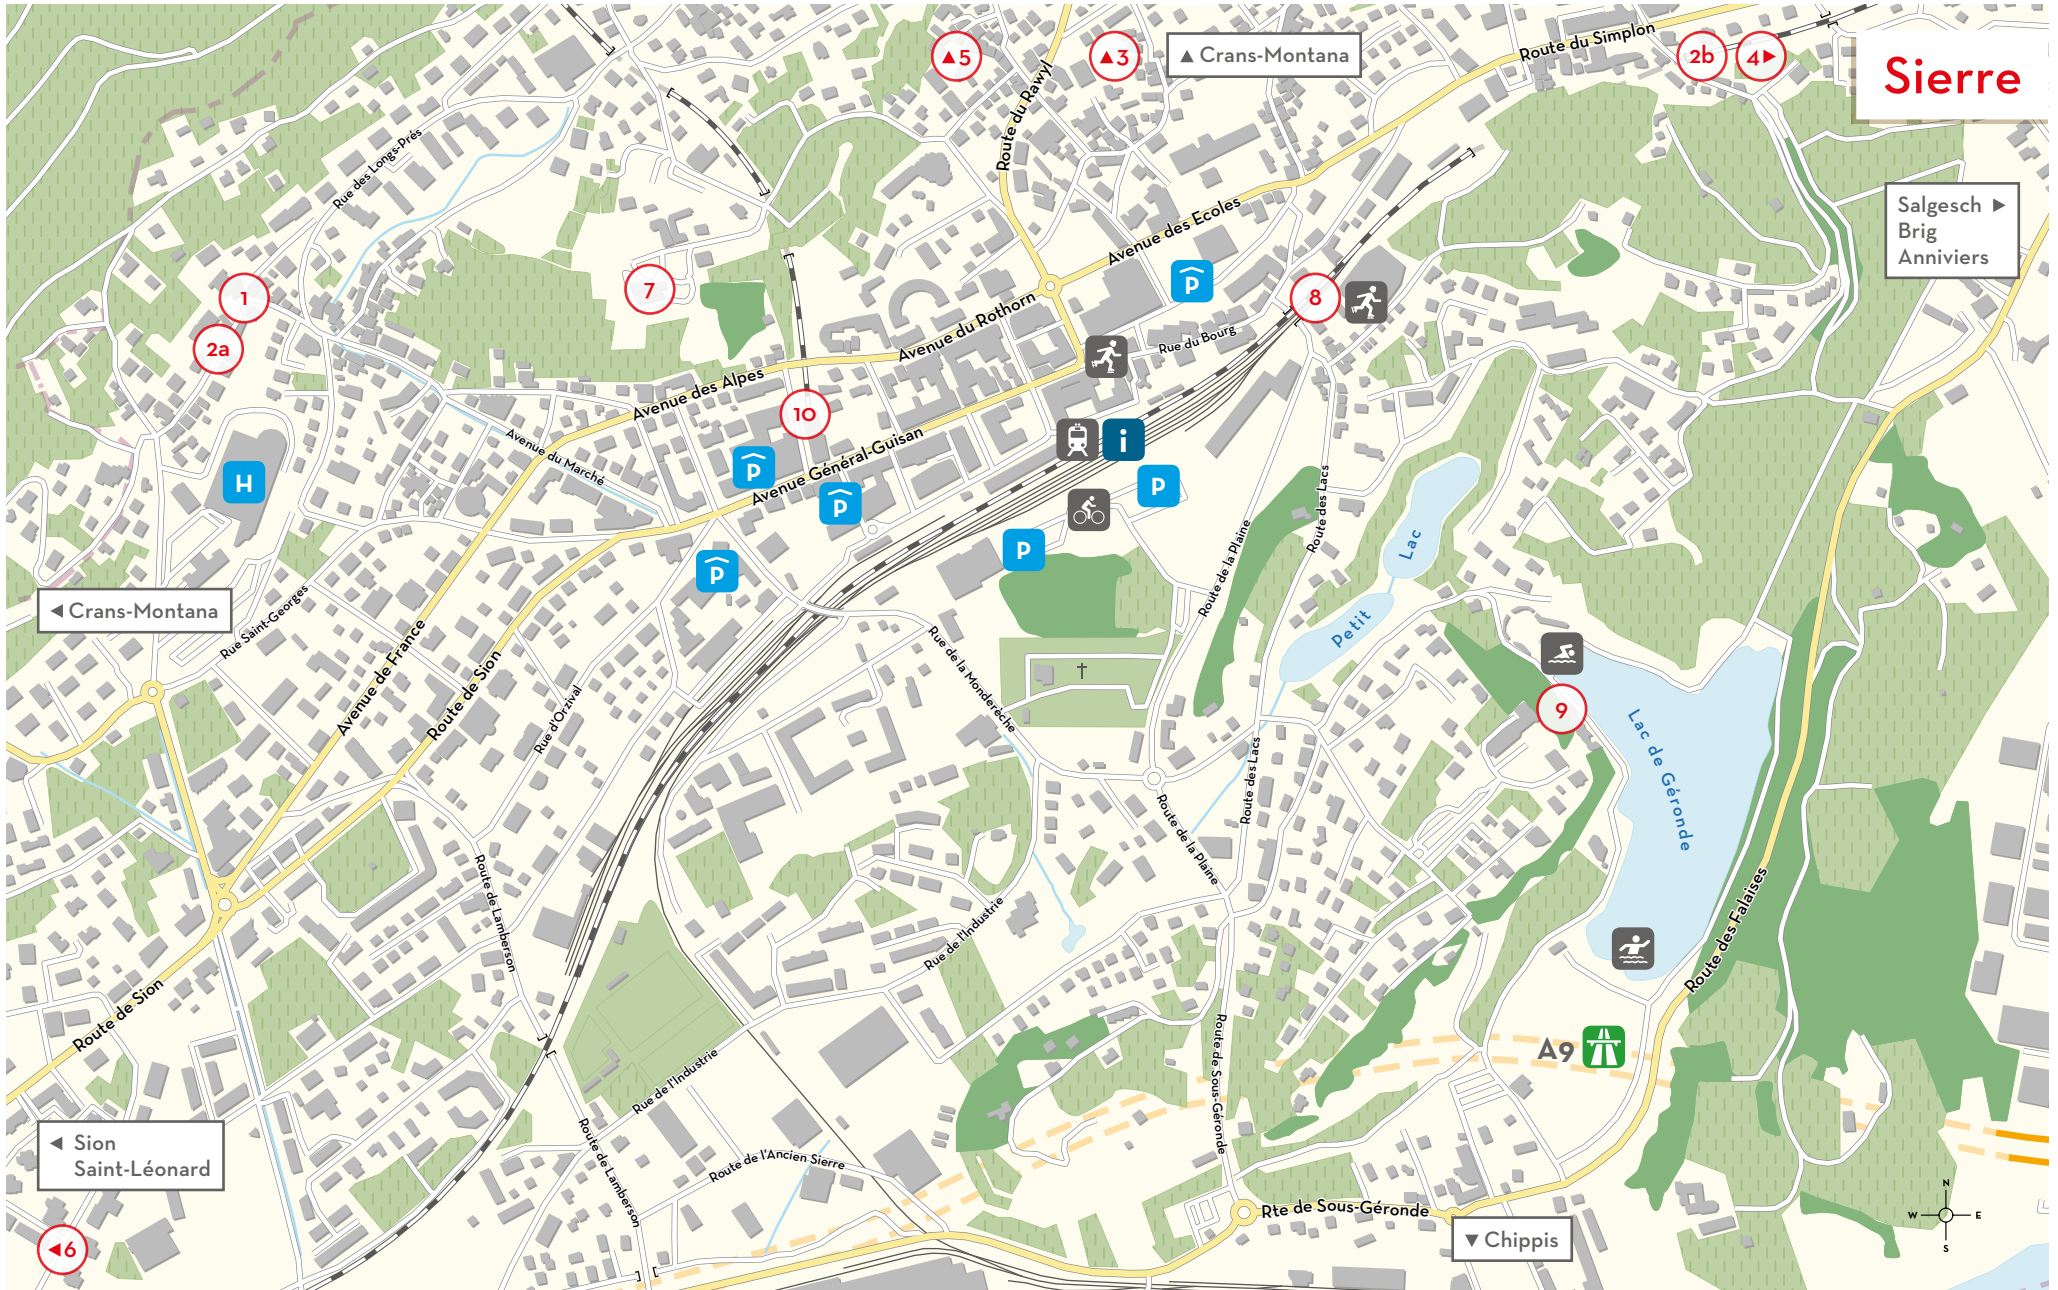 ▲5
▲3
▲ Crans-Montana
Route du Simplon
2b
4►
Sierre
Route du Rawyl
Rue des Longs-Prés
Salgesch ►
Brig
Anniviers
Avenue des Ecoles
1
7
P
8
2a
Avenue du Rothorn
Rue du Bourg
Avenue des Alpes
10
Avenue Général-Guisan
i
Avenue du Marché
H
P
P
P
P
P
Route des Lacs
Route de la Plaine
Lac
Petit
◄ Crans-Montana
Rue Saint-Georges
Avenue de France
Route de Sion
Rue d'Orzival
Rue de la Monderèche
9
Lac de Géronde
Route des Lacs
Route de la Plaine
Route de Lamberson
Rue de l'Industrie
Route des Falaises
Route de Sion
A9
Route de Sous-Géronde
Rue de l'Industrie
◄ Sion
Saint-Léonard
Route de Lamberson
Route de l'Ancien Sierre
Rte de Sous-Géronde
▼ Chippis
◄6
N
W
E
S